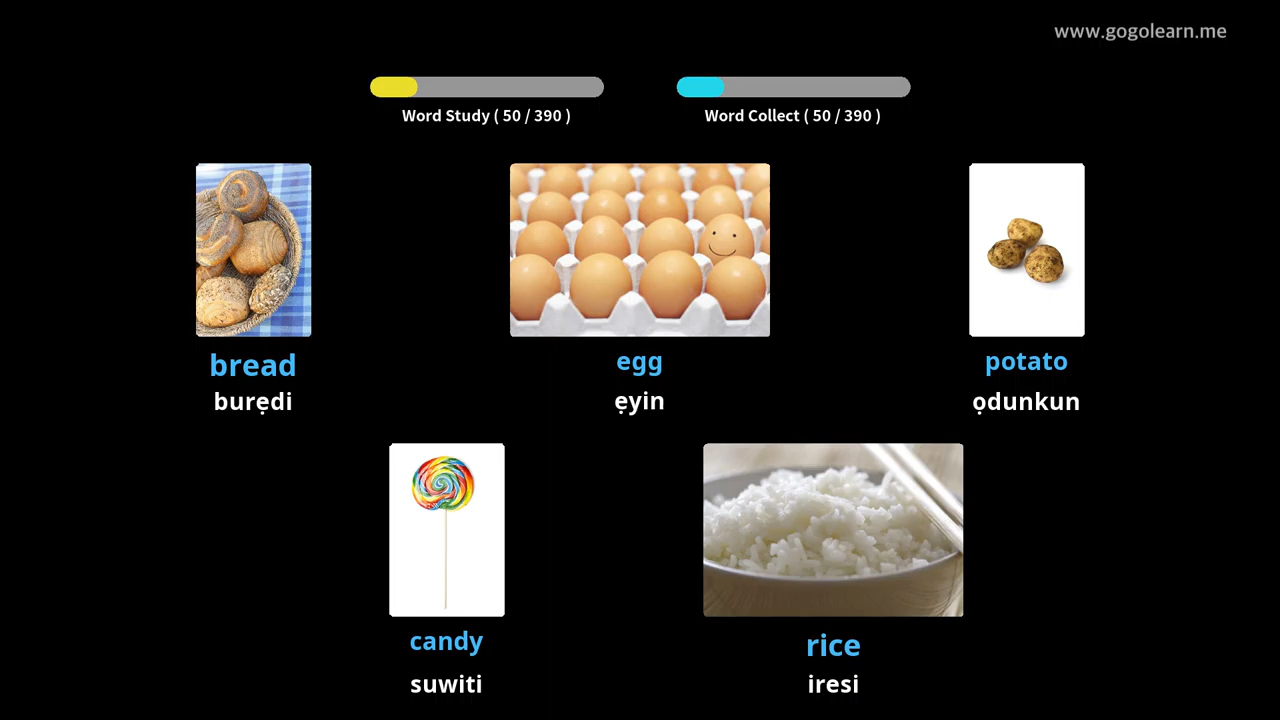 www.gogolearn.me
Word Study ( 50 / 390 )
Word Collect ( 50 / 390 )
bread
burẹdi
egg
ẹyin
potato
ọdunkun
candy
suwiti
rice
iresi